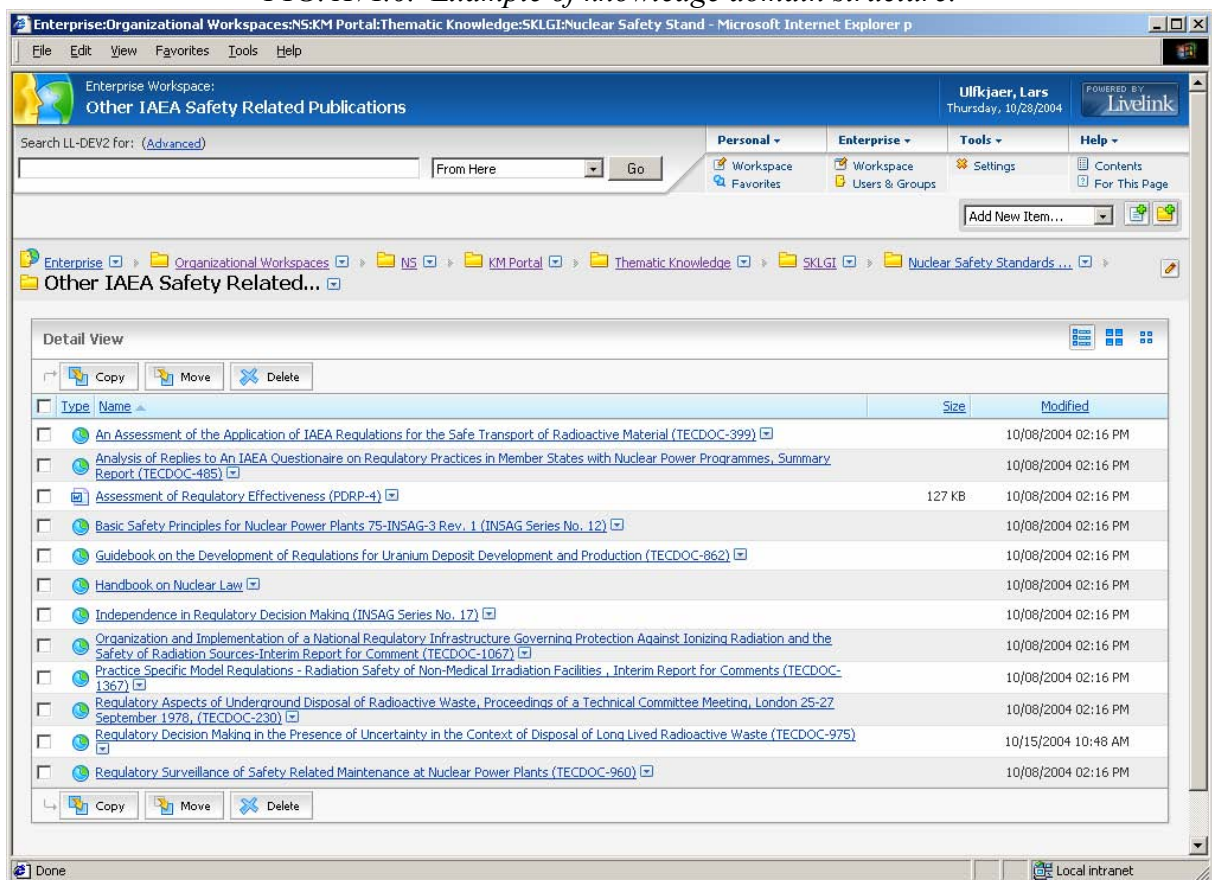 Example of knowledge domain structure.
Enterprise:Organizational Workspaces:NS:KM Portal:Thematic Knowledge:SKLGI:Nuclear Safety Stand - Microsoft Internet Explorer p
File Edit View Favorites Tools Help
Enterprise Workspace:
Other IAEA Safety Related Publications
Ulfkjaer, Lars
Thursday, 10/28/2004
POWERED BY
Livelink
Search LL-DEV2 for: (Advanced)
From Here Go
Personal Enterprise Tools Help
Workspace Workspace Settings Contents
Favorites Users & Groups For This Page
Add New Item...
Enterprise Organizational Workspaces NS KM Portal Thematic Knowledge SKLGI Nuclear Safety Standards ...
Other IAEA Safety Related...
Detail View
Copy Move Delete
Type Name Size Modified
An Assessment of the Application of IAEA Regulations for the Safe Transport of Radioactive Material (TECDOC-399) 10/08/2004 02:16 PM
Analysis of Replies to An IAEA Questionaire on Regulatory Practices in Member States with Nuclear Power Programmes, Summary
Report (TECDOC-485) 10/08/2004 02:16 PM
Assessment of Regulatory Effectiveness (PDRP-4) 127 KB 10/08/2004 02:16 PM
Basic Safety Principles for Nuclear Power Plants 75-INSAG-3 Rev. 1 (INSAG Series No. 12) 10/08/2004 02:16 PM
Guidebook on the Development of Regulations for Uranium Deposit Development and Production (TECDOC-862) 10/08/2004 02:16 PM
Handbook on Nuclear Law 10/08/2004 02:16 PM
Independence in Regulatory Decision Making (INSAG Series No. 17) 10/08/2004 02:16 PM
Organization and Implementation of a National Regulatory Infrastructure Governing Protection Against Ionizing Radiation and the
Safety of Radiation Sources-Interim Report for Comment (TECDOC-1067) 10/08/2004 02:16 PM
Practice Specific Model Regulations - Radiation Safety of Non-Medical Irradiation Facilities , Interim Report for Comments (TECDOC-
1367) 10/08/2004 02:16 PM
Regulatory Aspects of Underground Disposal of Radioactive Waste, Proceedings of a Technical Committee Meeting, London 25-27
September 1978, (TECDOC-230) 10/08/2004 02:16 PM
Regulatory Decision Making in the Presence of Uncertainty in the Context of Disposal of Long Lived Radioactive Waste (TECDOC-975) 10/15/2004 10:48 AM
Regulatory Surveillance of Safety Related Maintenance at Nuclear Power Plants (TECDOC-960) 10/08/2004 02:16 PM
Copy Move Delete
Done Local intranet